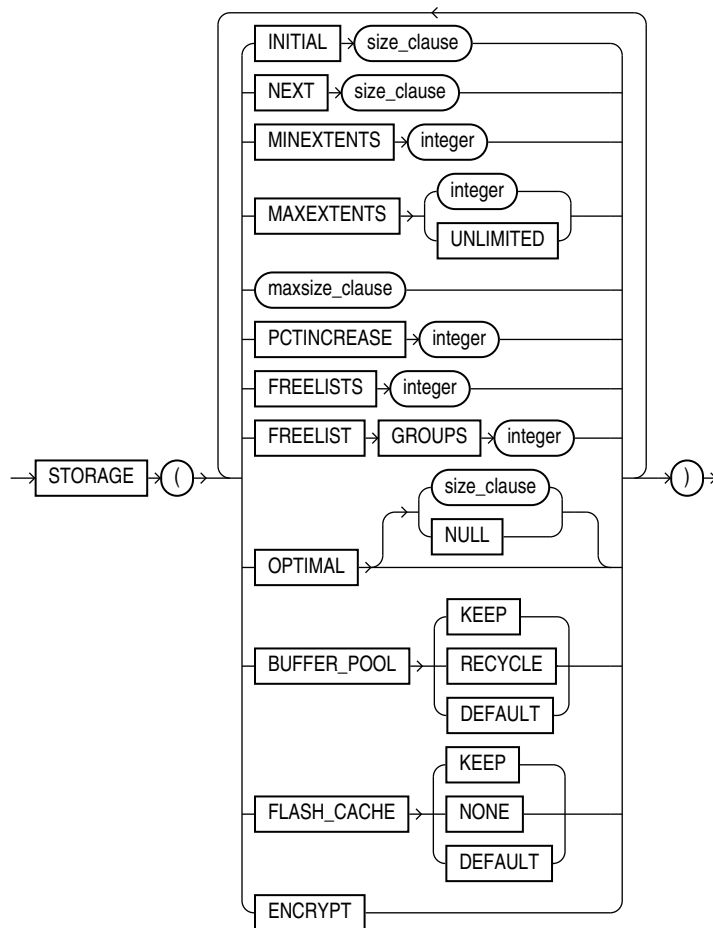 INITIAL size_clause
NEXT size_clause
MINEXTENTS integer
MAXEXTENTS integer
UNLIMITED
maxsize_clause
PCTINCREASE integer
FREELISTS integer
FREELIST GROUPS integer
STORAGE ( )
OPTIMAL size_clause
NULL
BUFFER_POOL KEEP
RECYCLE
DEFAULT
FLASH_CACHE KEEP
NONE
DEFAULT
ENCRYPT